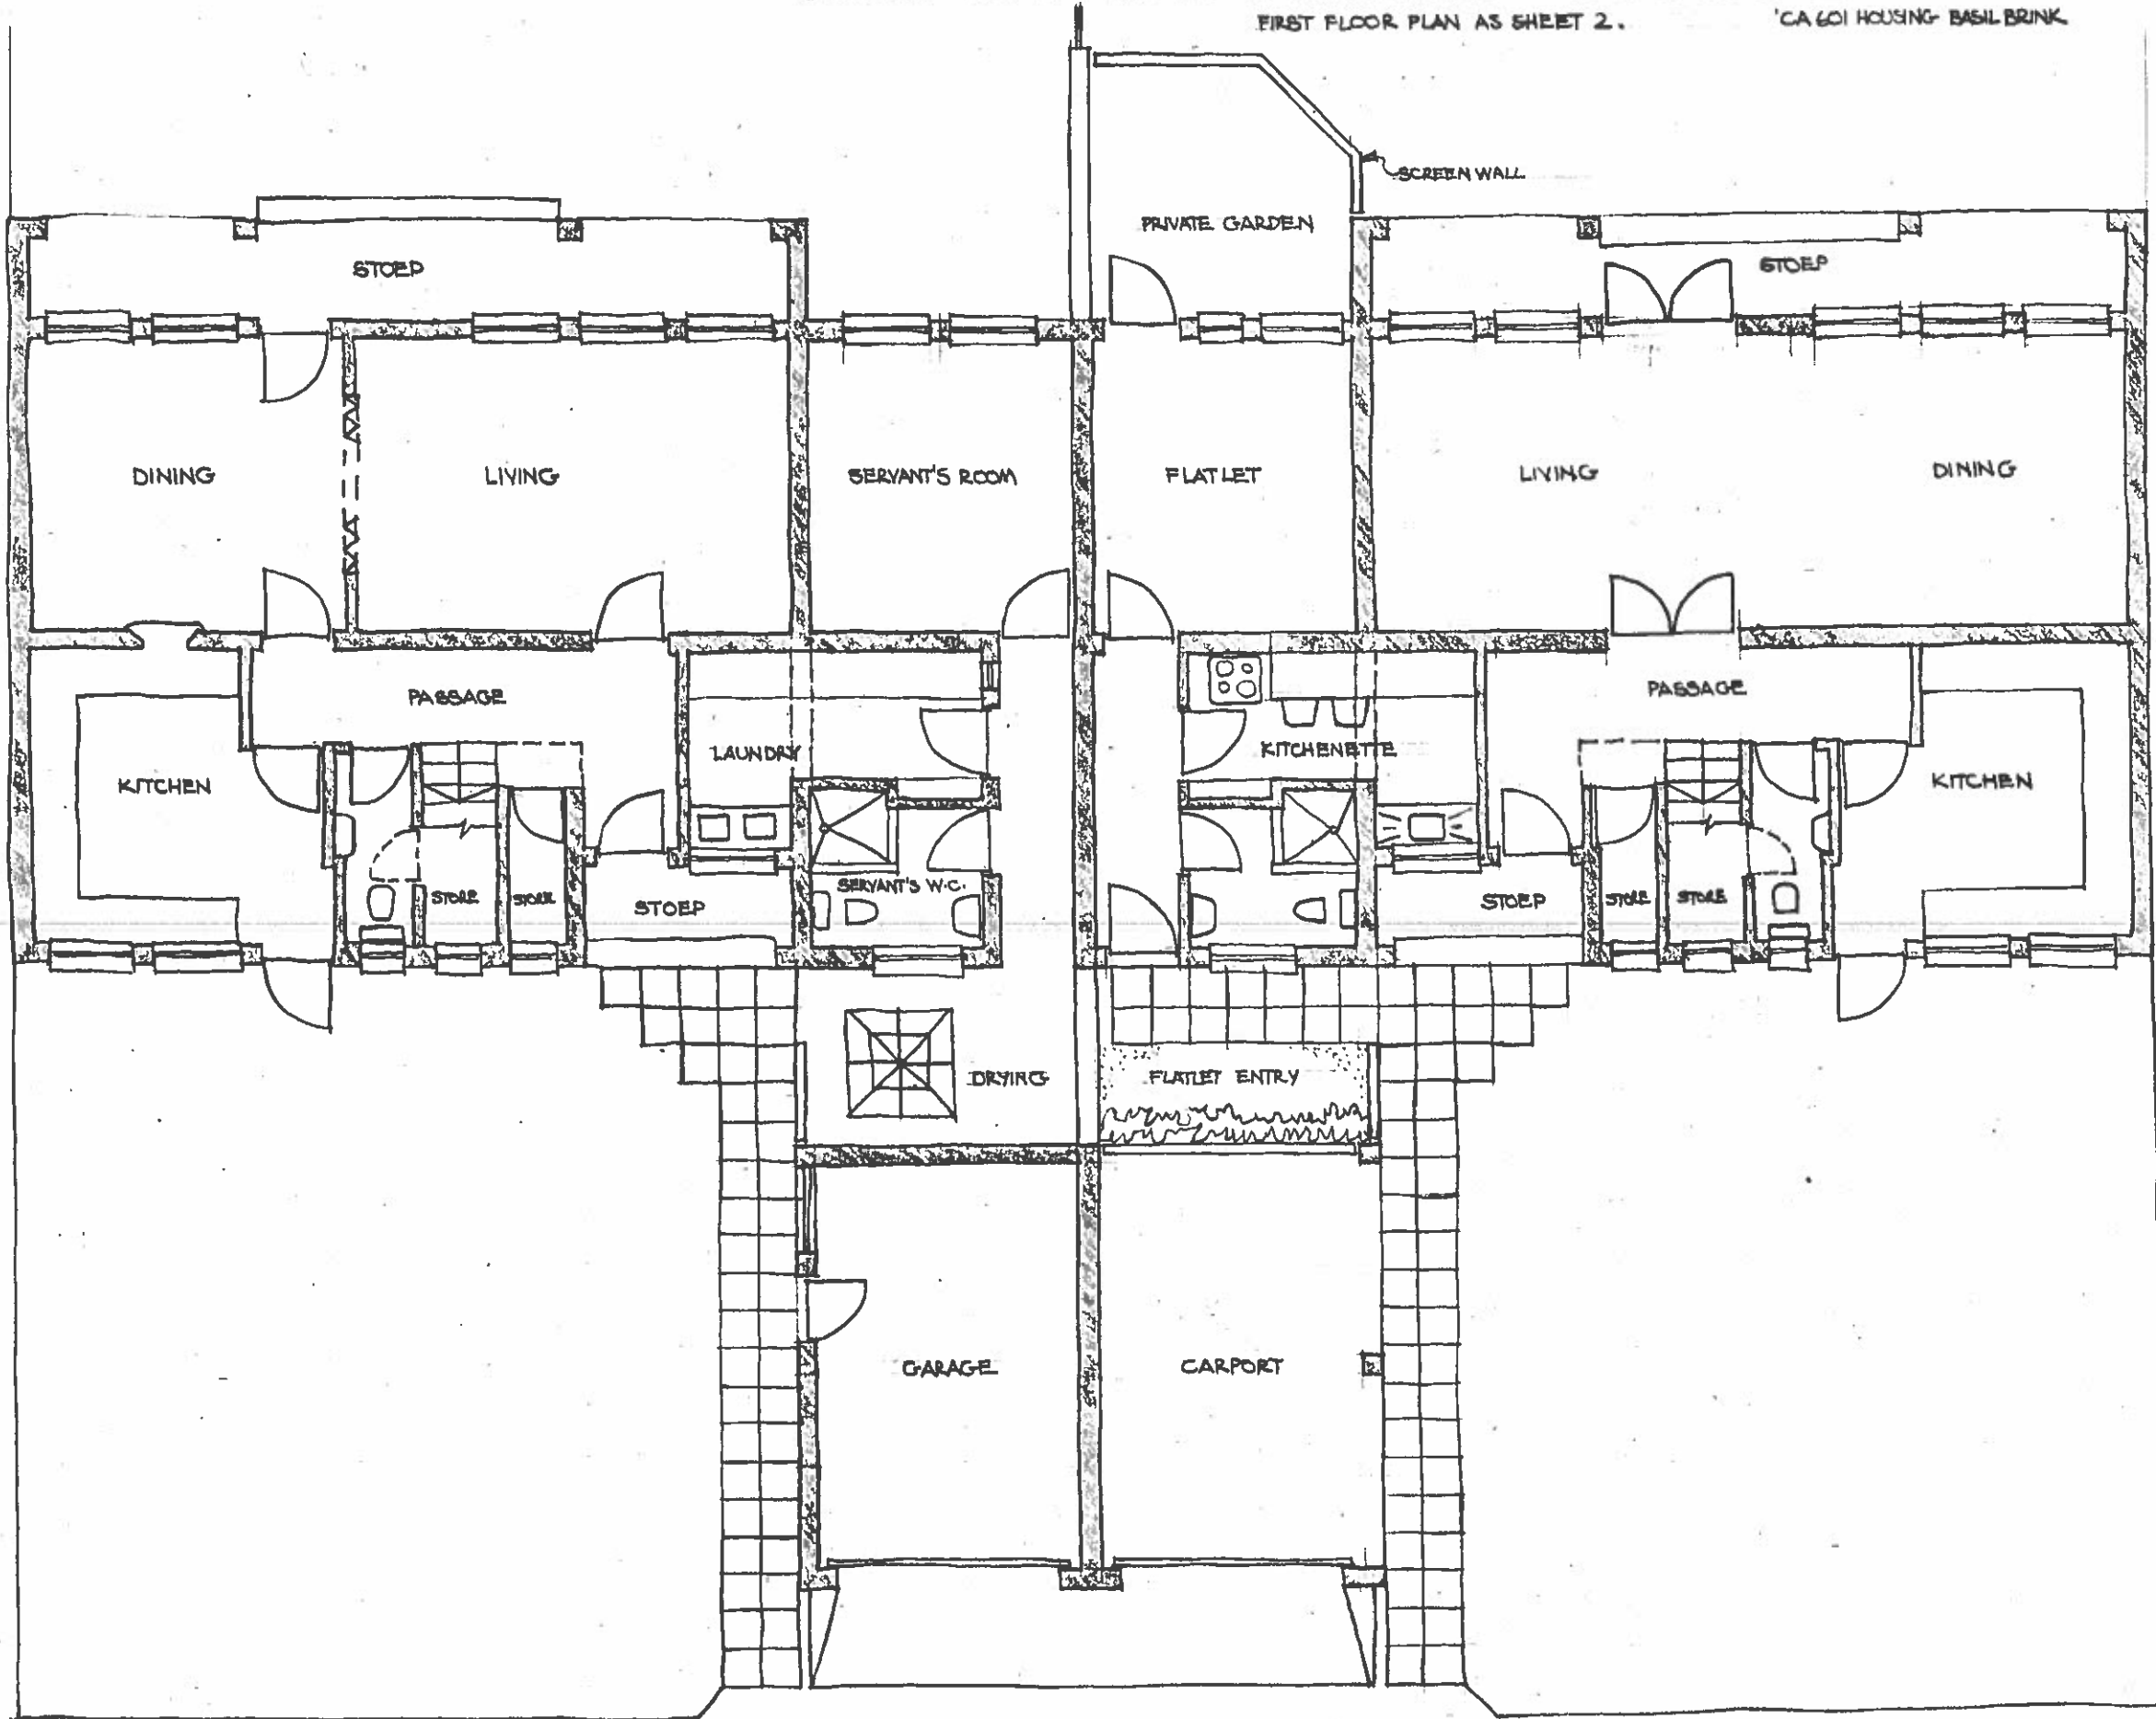 FIRST FLOOR PLAN AS SHEET 2.
'CA 601 HOUSING BASIL BRINK
SCREEN WALL
PRIVATE GARDEN
STOEP
STOEP
DINING
LIVING
SERVANT'S ROOM
FLATLET
LIVING
DINING
PASSAGE
PASSAGE
KITCHEN
LAUNDRY
KITCHENETTE
KITCHEN
STORE
STORE
STOEP
SERVANT'S W.C.
STOEP
STORE
STORE
DRYING
FLATLET ENTRY
GARAGE
CARPORT